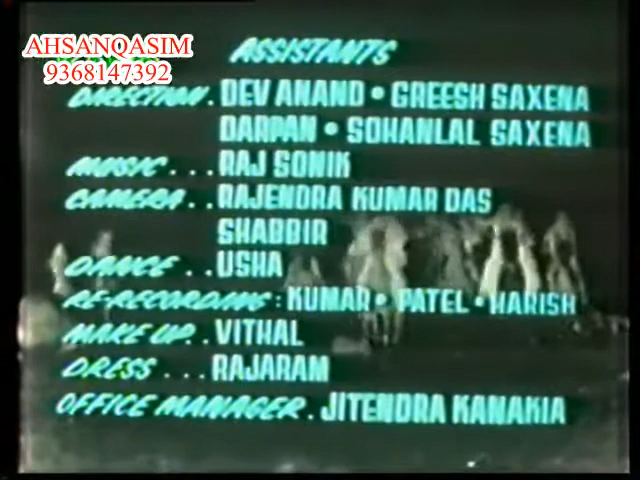 AHSANQASIM
9368147392
ASSISTANTS
DIRECTION. DEV ANAND • GREESH SAXENA
DARPAN • SOHANLAL SAXENA
MUSIC... RAJ SONIK
CAMERA.. RAJENDRA KUMAR DAS
SHABBIR
DANCE.. USHA
RE-RECORDING: KUMAR • PATEL • HARISH
MAKE UP.. VITHAL
DRESS... RAJARAM
OFFICE MANAGER. JITENDRA KANAKIA